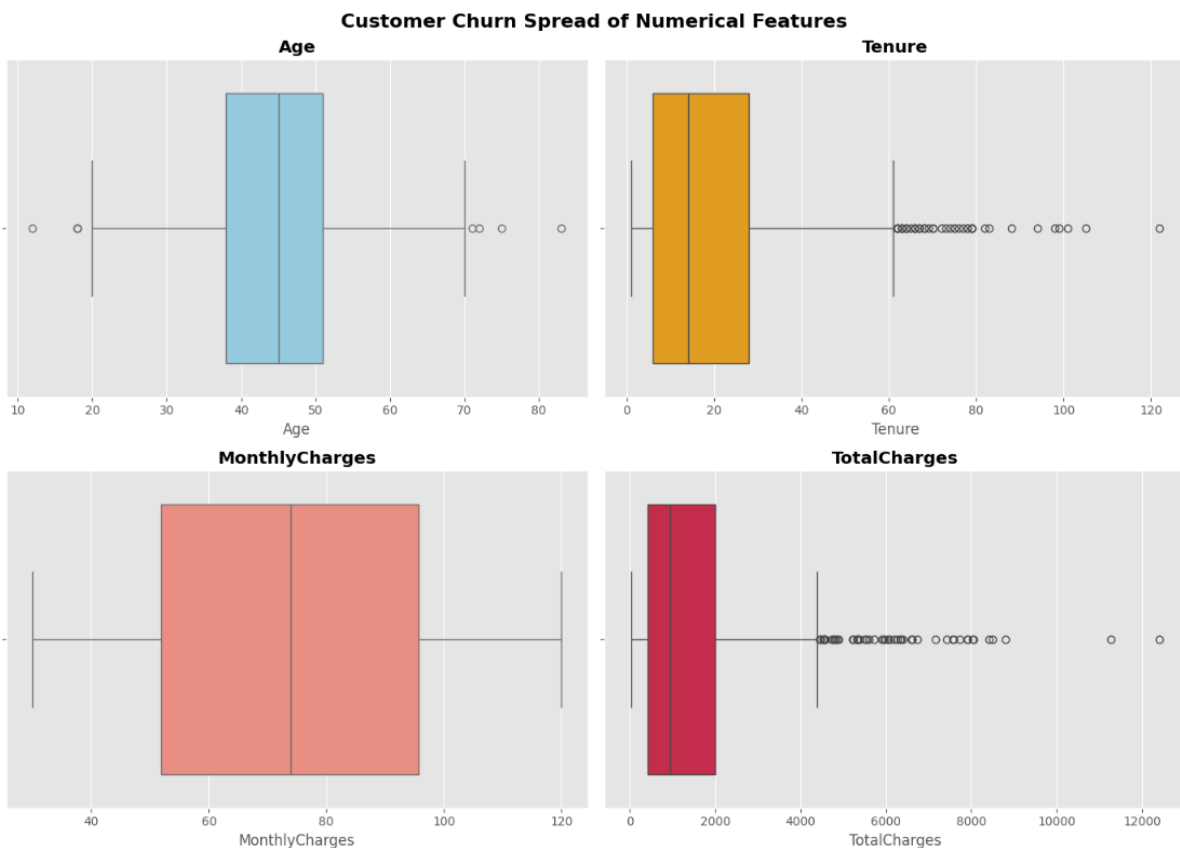 Customer Churn Spread of Numerical Features
Age
10 20 30 40 50 60 70 80
Age
Tenure
0 20 40 60 80 100 120
Tenure
MonthlyCharges
40 60 80 100 120
MonthlyCharges
TotalCharges
0 2000 4000 6000 8000 10000 12000
TotalCharges